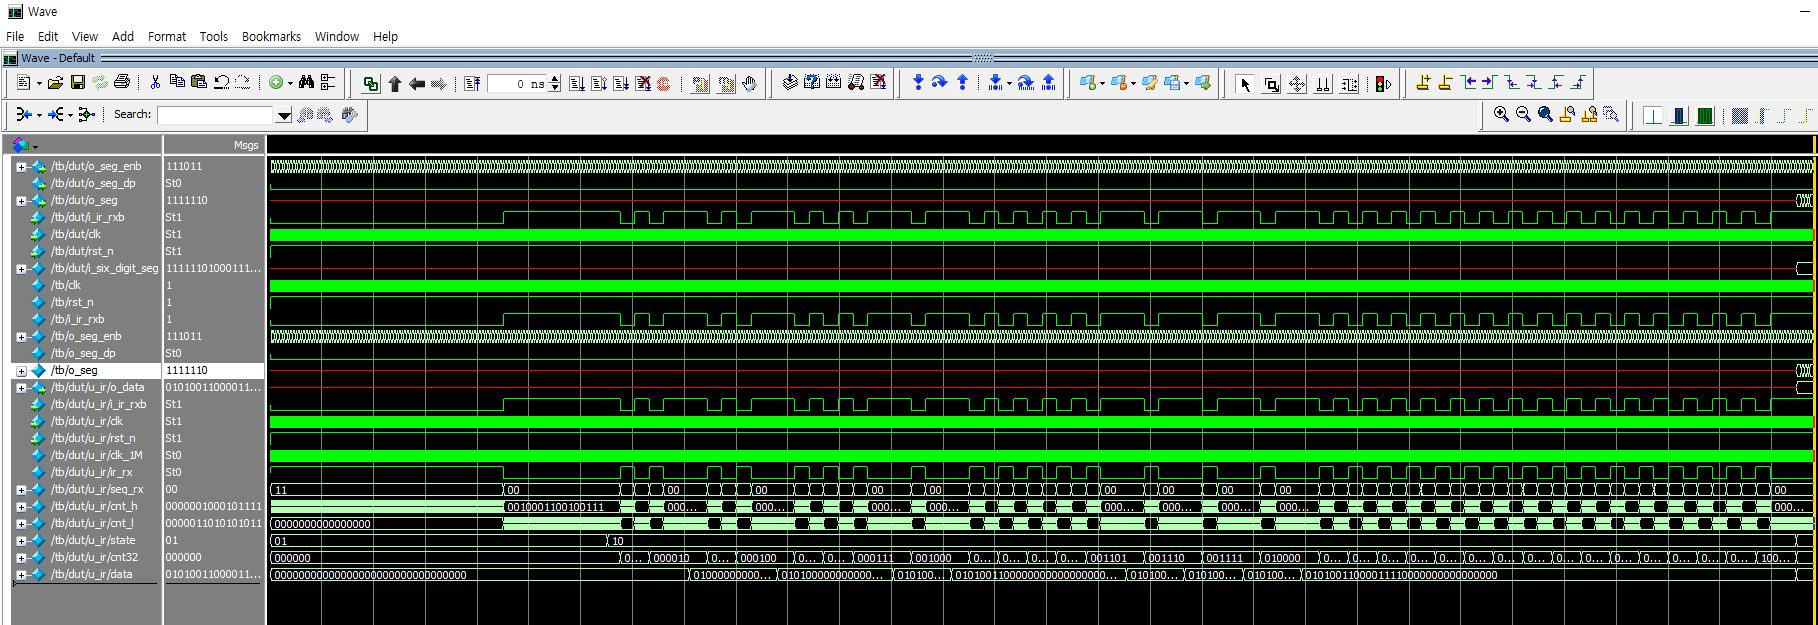 Wave
File Edit View Add Format Tools Bookmarks Window Help
Wave - Default
0 ns
Search:
Msgs
/tb/dut/o_seg_enb 111011
/tb/dut/o_seg_dp St0
/tb/dut/o_seg 1111110
/tb/dut/i_ir_rxb St1
/tb/dut/clk St1
/tb/dut/rst_n St1
/tb/dut/i_six_digit_seg 11111101000111...
/tb/clk 1
/tb/rst_n 1
/tb/i_ir_rxb 1
/tb/o_seg_enb 111011
/tb/o_seg_dp St0
/tb/o_seg 1111110
/tb/dut/u_ir/o_data 01010011000011...
/tb/dut/u_ir/i_ir_rxb St1
/tb/dut/u_ir/clk St1
/tb/dut/u_ir/rst_n St1
/tb/dut/u_ir/clk_1M St0
/tb/dut/u_ir/ir_rx St0
/tb/dut/u_ir/seq_rx 00 11 00 00 00 00 00 00 00 00 00 00
/tb/dut/u_ir/cnt_h 0000001000101111 0010001100100111 000... 000... 000... 000... 000... 000... 000... 000... 000...
/tb/dut/u_ir/cnt_l 0000011010101011 0000000000000000
/tb/dut/u_ir/state 01 01 10
/tb/dut/u_ir/cnt32 000000 000000 0... 000010 0... 000100 0... 0... 000111 001000 0... 0... 0... 0... 001101 001110 001111 010000 0... 0... 0... 0... 0... 0... 0... 0... 0... 0... 0... 0... 0... 0... 0... 100...
/tb/dut/u_ir/data 01010011000011... 00000000000000000000000000000000 01000000000... 010100000000000... 010100... 0101001100000000000000000... 010100... 010100... 010100... 01010011000011110000000000000000